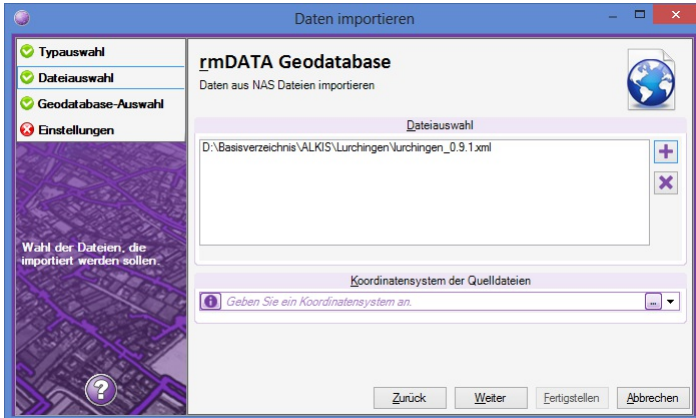 Daten importieren
Typauswahl
Dateiauswahl
Geodatabase-Auswahl
Einstellungen
Wahl der Dateien, die
importiert werden sollen.
?
rmDATA Geodatabase
Daten aus NAS Dateien importieren
Dateiauswahl
D:\Basisverzeichnis\ALKIS\Lurchingen\lurchingen_0.9.1.xml
Koordinatensystem der Quelldateien
Geben Sie ein Koordinatensystem an.
...
Zurück
Weiter
Fertigstellen
Abbrechen